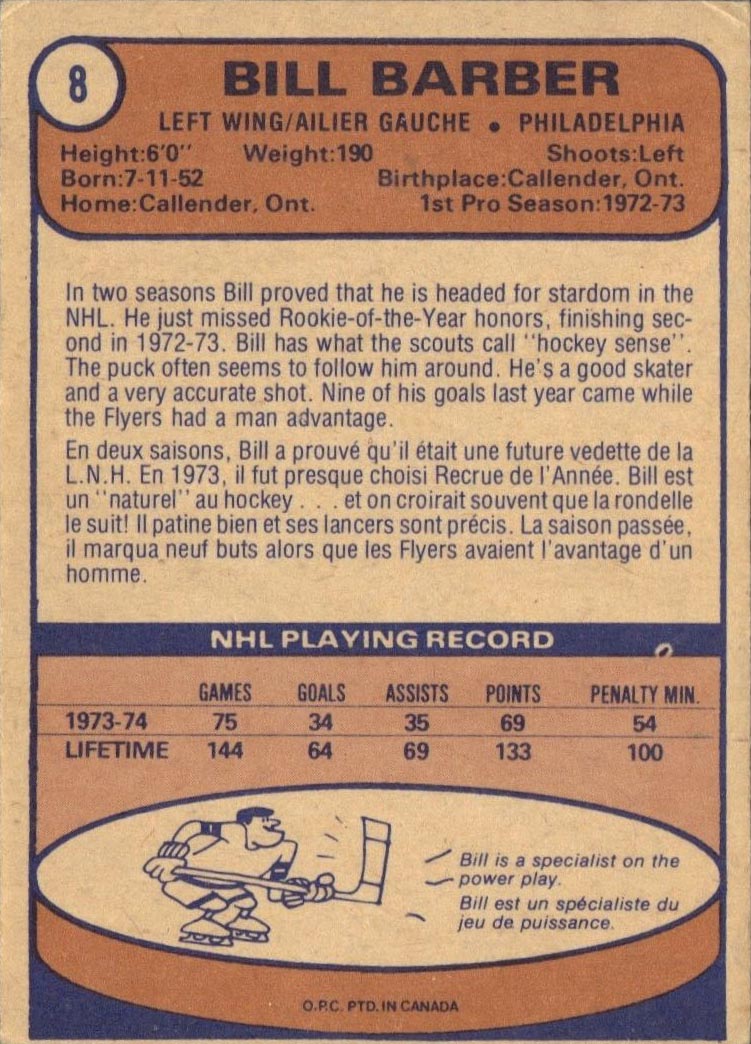 8
BILL BARBER
LEFT WING/AILIER GAUCHE • PHILADELPHIA
Height:6'0" Weight:190 Shoots:Left
Born:7-11-52 Birthplace:Callender, Ont.
Home:Callender, Ont. 1st Pro Season:1972-73
In two seasons Bill proved that he is headed for stardom in the
NHL. He just missed Rookie-of-the-Year honors, finishing sec-
ond in 1972-73. Bill has what the scouts call "hockey sense".
The puck often seems to follow him around. He's a good skater
and a very accurate shot. Nine of his goals last year came while
the Flyers had a man advantage.
En deux saisons, Bill a prouvé qu'il était une future vedette de la
L.N.H. En 1973, il fut presque choisi Recrue de l'Année. Bill est
un "naturel" au hockey . . . et on croirait souvent que la rondelle
le suit! Il patine bien et ses lancers sont précis. La saison passée,
il marqua neuf buts alors que les Flyers avaient l'avantage d'un
homme.
NHL PLAYING RECORD
GAMES GOALS ASSISTS POINTS PENALTY MIN.
1973-74 75 34 35 69 54
LIFETIME 144 64 69 133 100
Bill is a specialist on the
power play.
Bill est un spécialiste du
jeu de puissance.
O.P.C. PTD. IN CANADA